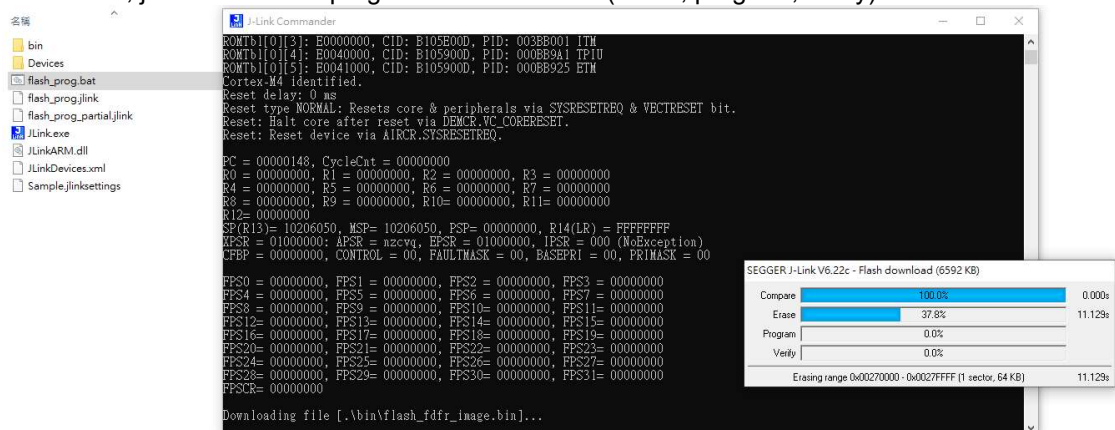 名稱
bin
Devices
flash_prog.bat
flash_prog.jlink
flash_prog_partial.jlink
JLink.exe
JLinkARM.dll
JLinkDevices.xml
Sample.jlinksettings
J-Link Commander
ROMTbl[0][3]: E0000000, CID: B105E00D, PID: 003BB001 ITM
ROMTbl[0][4]: E0040000, CID: B105900D, PID: 000BB9A1 TPIU
ROMTbl[0][5]: E0041000, CID: B105900D, PID: 000BB925 ETM
Cortex-M4 identified.
Reset delay: 0 ms
Reset type NORMAL: Resets core & peripherals via SYSRESETREQ & VECTRESET bit.
Reset: Halt core after reset via DEMCR.VC_CORERESET.
Reset: Reset device via AIRCR.SYSRESETREQ.
PC = 00000148, CycleCnt = 00000000
R0 = 00000000, R1 = 00000000, R2 = 00000000, R3 = 00000000
R4 = 00000000, R5 = 00000000, R6 = 00000000, R7 = 00000000
R8 = 00000000, R9 = 00000000, R10= 00000000, R11= 00000000
R12= 00000000
SP(R13)= 10206050, MSP= 10206050, PSP= 00000000, R14(LR) = FFFFFFFF
XPSR = 01000000: APSR = nzcvq, EPSR = 01000000, IPSR = 000 (NoException)
CFBP = 00000000, CONTROL = 00, FAULTMASK = 00, BASEPRI = 00, PRIMASK = 00
FPS0 = 00000000, FPS1 = 00000000, FPS2 = 00000000, FPS3 = 00000000
FPS4 = 00000000, FPS5 = 00000000, FPS6 = 00000000, FPS7 = 00000000
FPS8 = 00000000, FPS9 = 00000000, FPS10= 00000000, FPS11= 00000000
FPS12= 00000000, FPS13= 00000000, FPS14= 00000000, FPS15= 00000000
FPS16= 00000000, FPS17= 00000000, FPS18= 00000000, FPS19= 00000000
FPS20= 00000000, FPS21= 00000000, FPS22= 00000000, FPS23= 00000000
FPS24= 00000000, FPS25= 00000000, FPS26= 00000000, FPS27= 00000000
FPS28= 00000000, FPS29= 00000000, FPS30= 00000000, FPS31= 00000000
FPSCR= 00000000
Downloading file [.\bin\flash_fdfr_image.bin]...
SEGGER J-Link V6.22c - Flash download (6592 KB)
Compare 100.0% 0.000s
Erase 37.8% 11.129s
Program 0.0%
Verify 0.0%
Erasing range 0x00270000 - 0x0027FFFF (1 sector, 64 KB) 11.129s